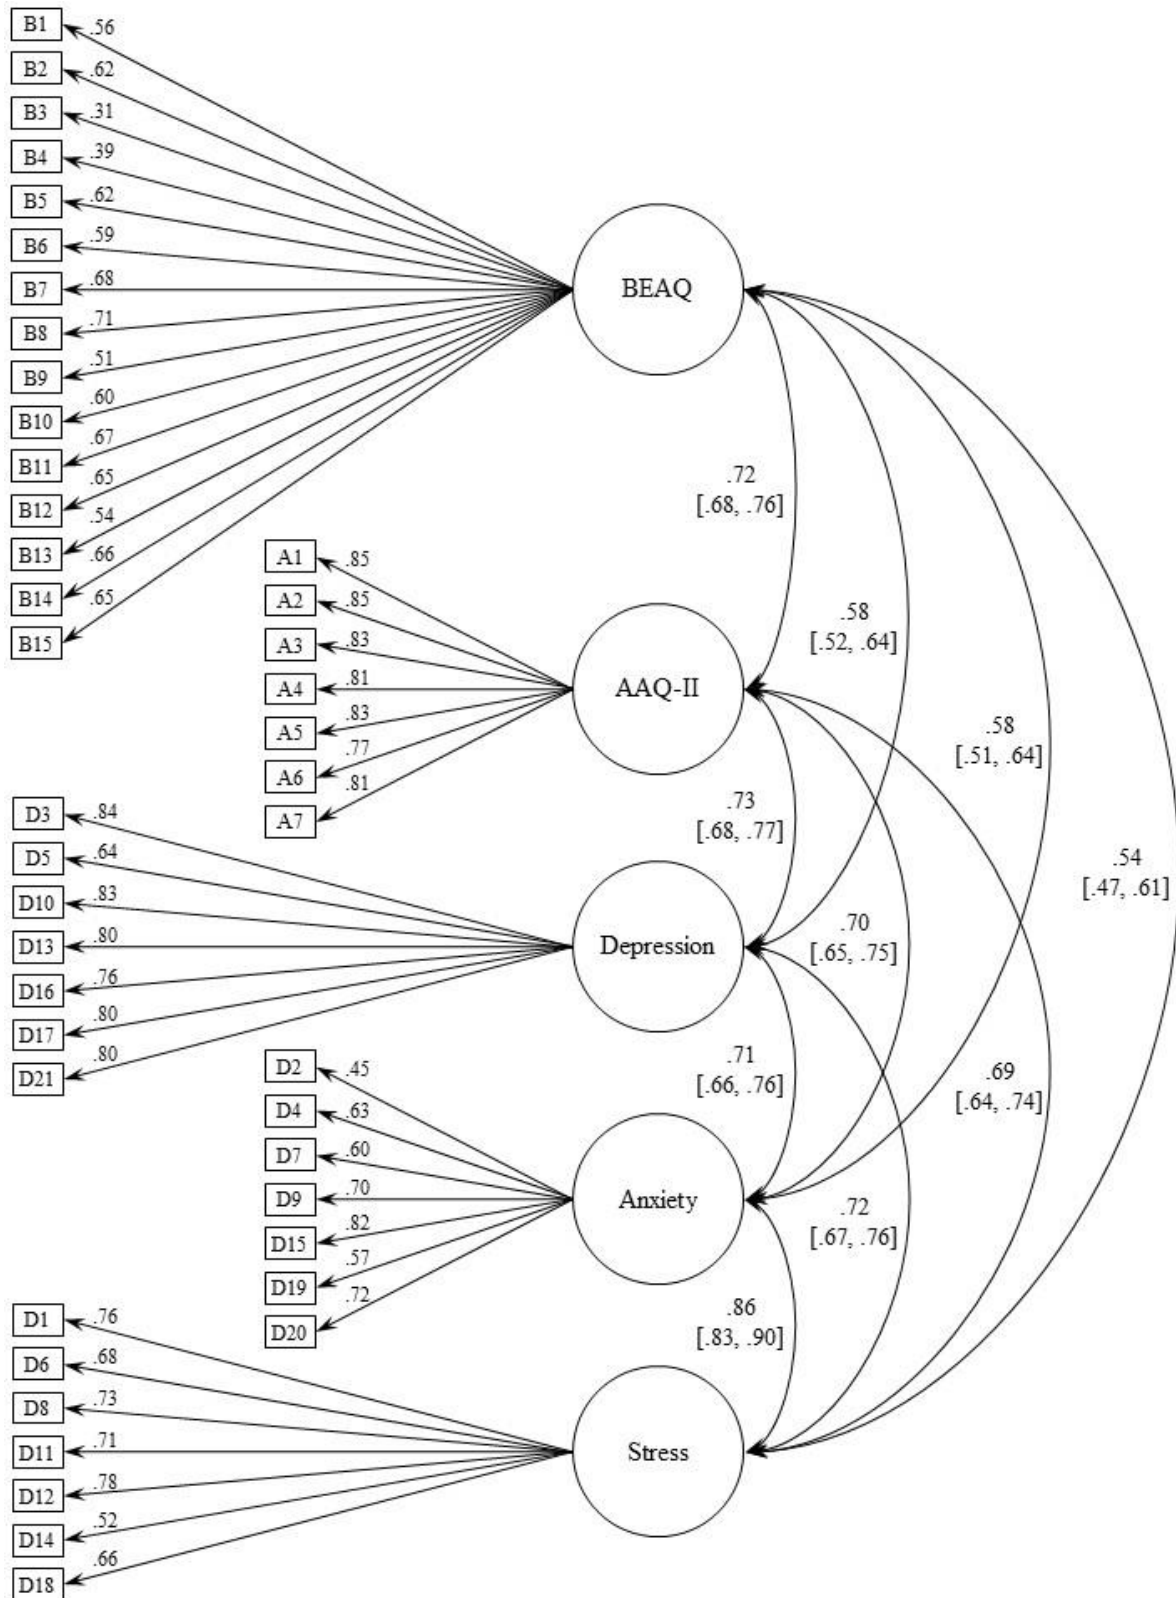 B1 .56
B2 .62
B3 .31
B4 .39
B5 .62
B6 .59
B7 .68
B8 .71
B9 .51
B10 .60
B11 .67
B12 .65
B13 .54
B14 .66
B15 .65
BEAQ
A1 .85
A2 .85
A3 .83
A4 .81
A5 .83
A6 .77
A7 .81
AAQ-II
D3 .84
D5 .64
D10 .83
D13 .80
D16 .76
D17 .80
D21 .80
Depression
D2 .45
D4 .63
D7 .60
D9 .70
D15 .82
D19 .57
D20 .72
Anxiety
D1 .76
D6 .68
D8 .73
D11 .71
D12 .78
D14 .52
D18 .66
Stress
.72
[.68, .76]
.58
[.52, .64]
.58
[.51, .64]
.73
[.68, .77]
.54
[.47, .61]
.70
[.65, .75]
.71
[.66, .76]
.69
[.64, .74]
.72
[.67, .76]
.86
[.83, .90]